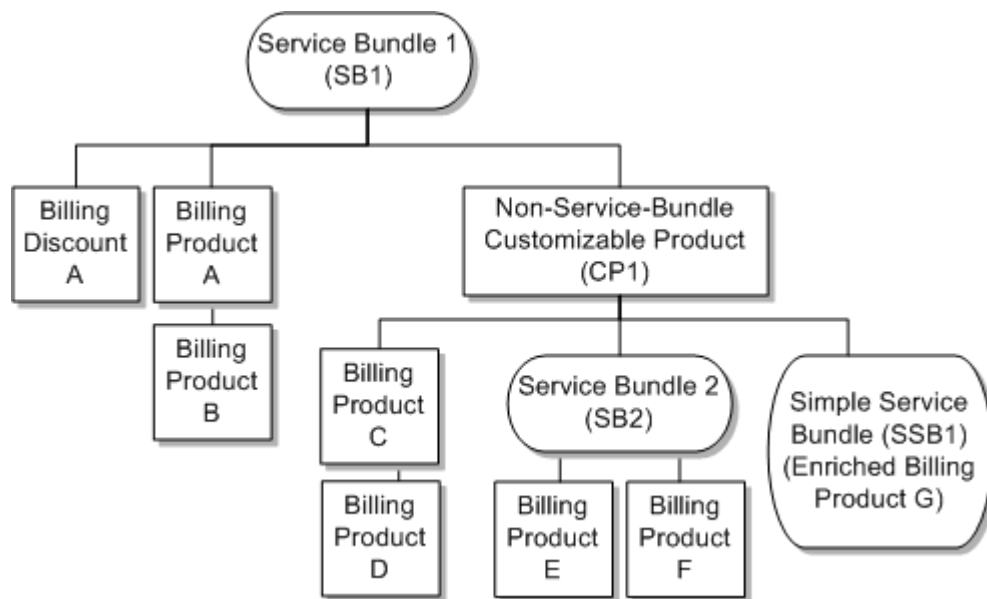 Service Bundle 1
(SB1)
Billing
Discount
A
Billing
Product
A
Non-Service-Bundle
Customizable Product
(CP1)
Billing
Product
B
Billing
Product
C
Service Bundle 2
(SB2)
Simple Service
Bundle (SSB1)
(Enriched Billing
Product G)
Billing
Product
D
Billing
Product
E
Billing
Product
F